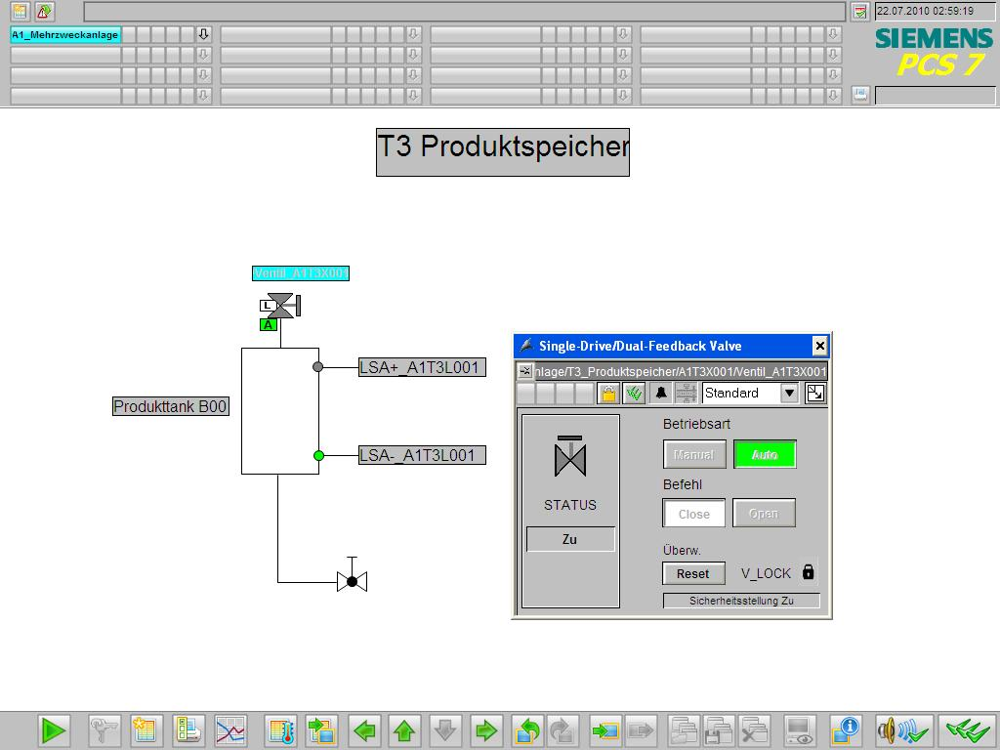 22.07.2010 02:59:19
A1_Mehrzweckanlage
SIEMENS
PCS 7
T3 Produktspeicher
Ventil_A1T3X001
L
A
LSA+_A1T3L001
Produkttank B00
LSA-_A1T3L001
Single-Drive/Dual-Feedback Valve
nlage/T3_Produktspeicher/A1T3X001/Ventil_A1T3X001
Standard
Betriebsart
Manual Auto
Befehl
STATUS
Close Open
Zu
Überw.
Reset V_LOCK
Sicherheitsstellung Zu